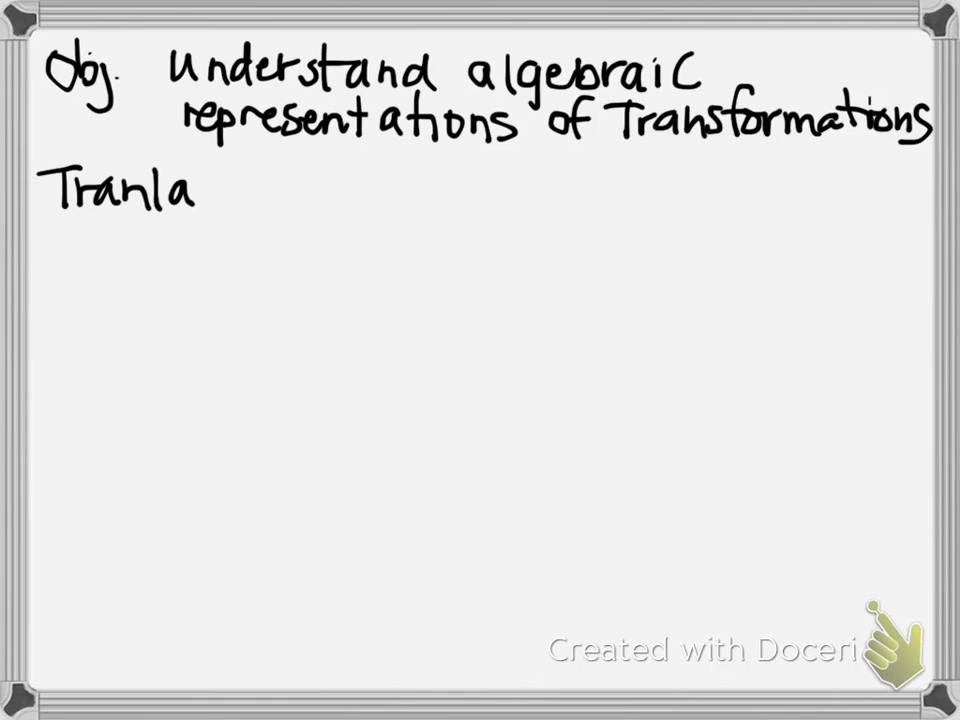 Obj. Understand algebraic
representations of Transformations
Tranla
Created with Doceri